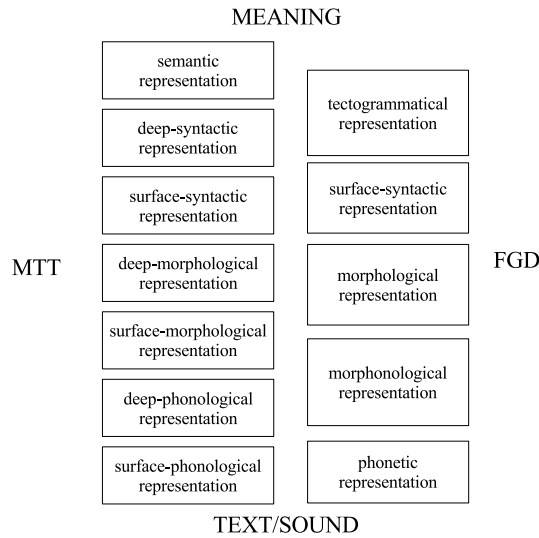 MEANING
semantic
representation
deep-syntactic
representation
surface-syntactic
representation
deep-morphological
representation
surface-morphological
representation
deep-phonological
representation
surface-phonological
representation
MTT
tectogrammatical
representation
surface-syntactic
representation
morphological
representation
morphonological
representation
phonetic
representation
FGD
TEXT/SOUND